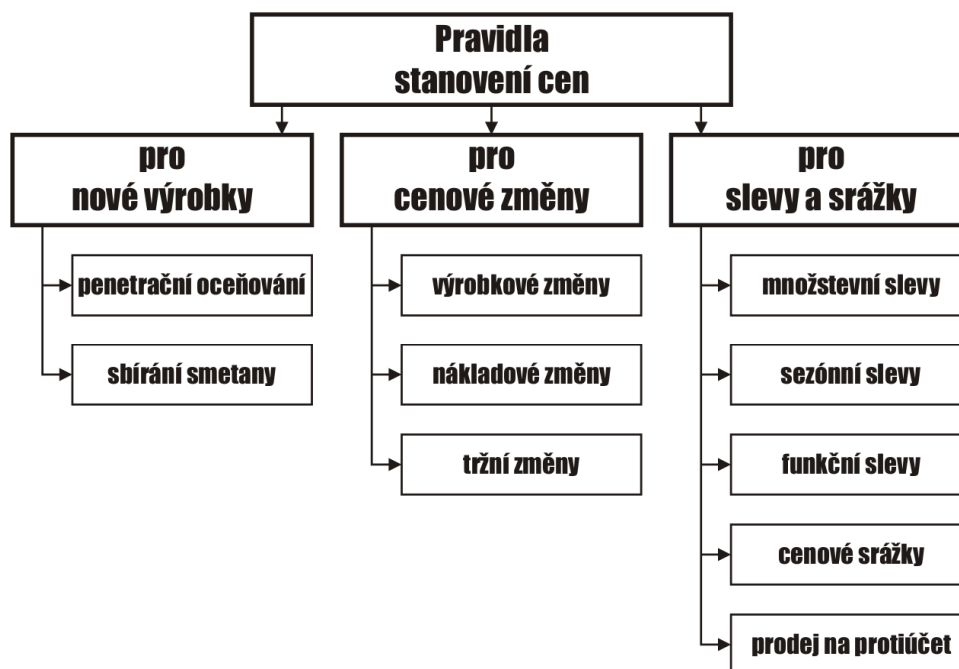 Pravidla
stanovení cen
pro
nové výrobky
penetrační oceňování
sbírání smetany
pro
cenové změny
výrobkové změny
nákladové změny
tržní změny
pro
slevy a srážky
množstevní slevy
sezónní slevy
funkční slevy
cenové srážky
prodej na protiúčet